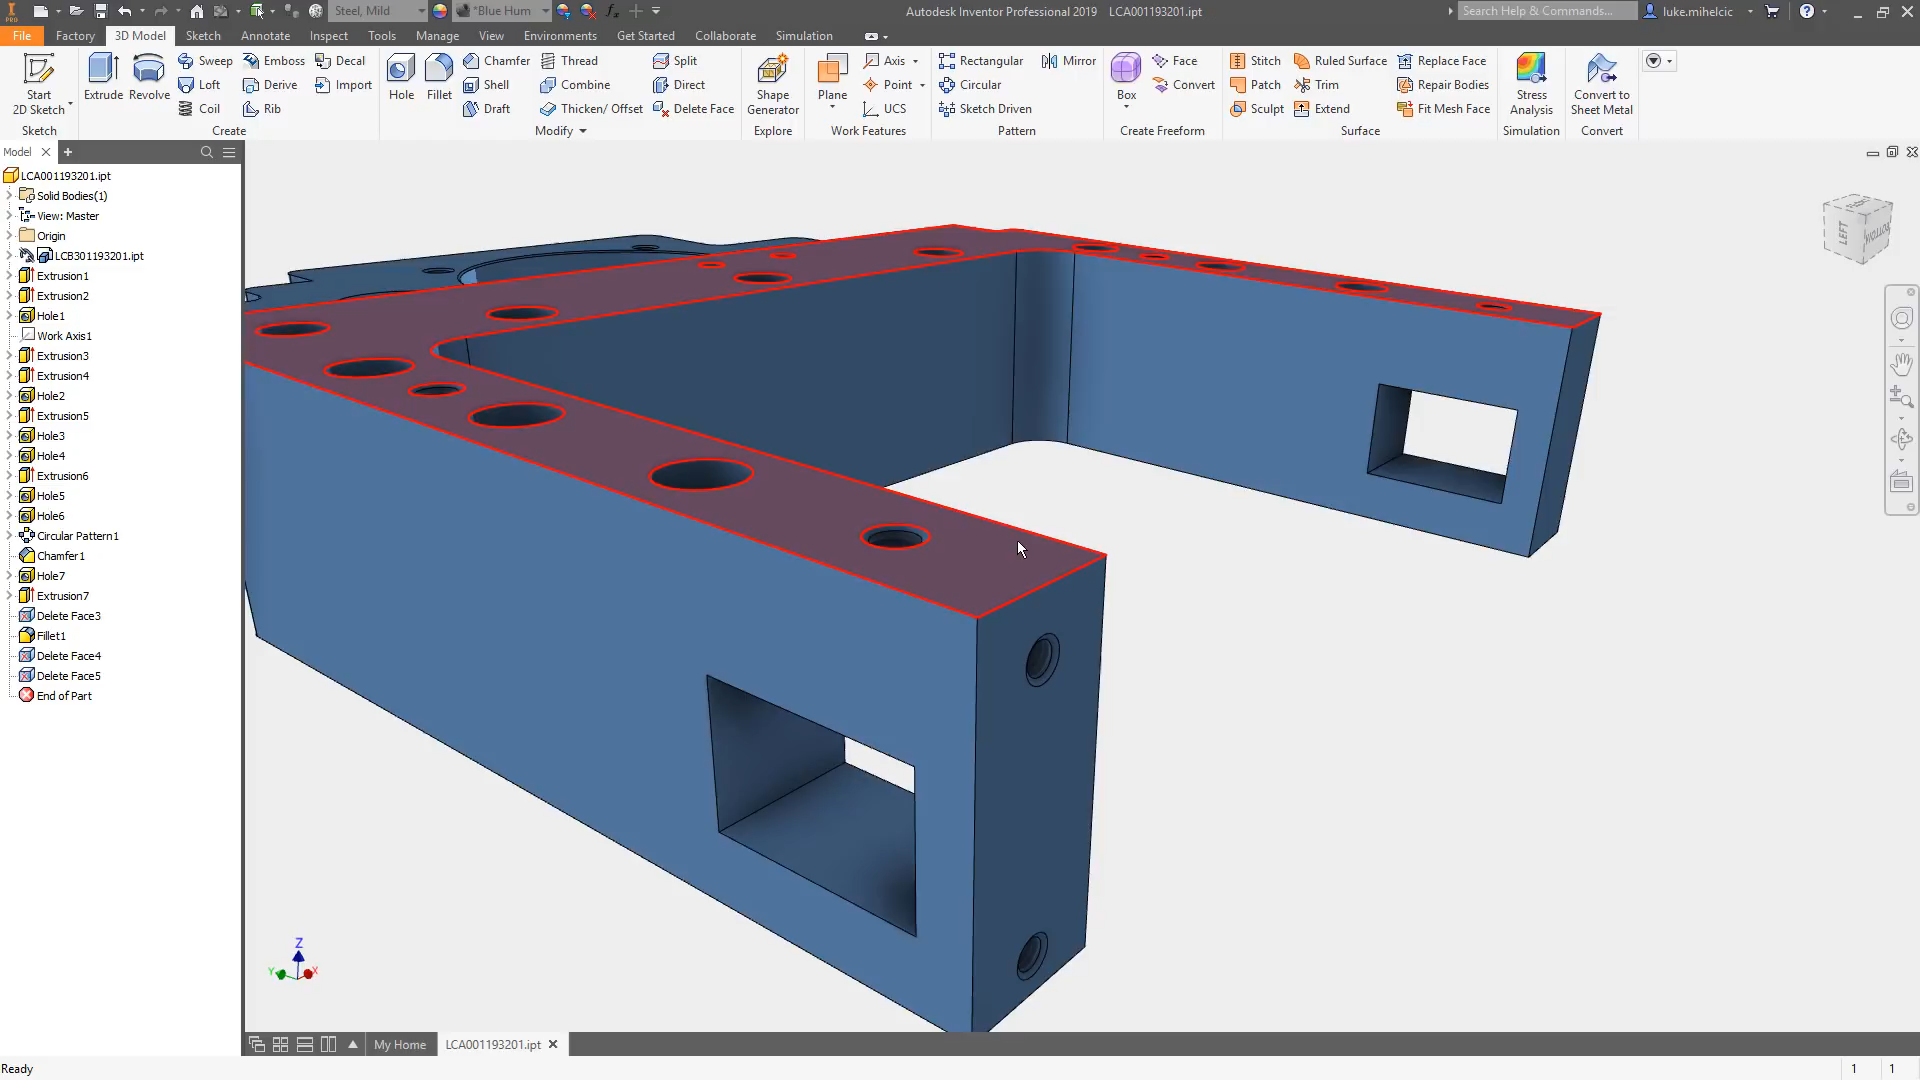 Steel, Mild
*Blue Hum
Autodesk Inventor Professional 2019 LCA001193201.ipt
Search Help & Commands...
luke.mihelcic
PRO
File Factory 3D Model Sketch Annotate Inspect Tools Manage View Environments Get Started Collaborate Simulation
Start
2D Sketch
Sketch
Extrude
Revolve
Sweep
Loft
Coil
Emboss
Derive
Rib
Decal
Import
Create
Hole
Fillet
Chamfer
Shell
Draft
Thread
Combine
Thicken/ Offset
Split
Direct
Delete Face
Modify
Shape
Generator
Explore
Plane
Axis
Point
UCS
Work Features
Rectangular
Circular
Sketch Driven
Mirror
Pattern
Box
Face
Convert
Create Freeform
Stitch
Patch
Sculpt
Ruled Surface
Trim
Extend
Replace Face
Repair Bodies
Fit Mesh Face
Surface
Stress
Analysis
Simulation
Convert to
Sheet Metal
Convert
Model
LCA001193201.ipt
Solid Bodies(1)
View: Master
Origin
LCB301193201.ipt
Extrusion1
Extrusion2
Hole1
Work Axis1
Extrusion3
Extrusion4
Hole2
Extrusion5
Hole3
Hole4
Extrusion6
Hole5
Hole6
Circular Pattern1
Chamfer1
Hole7
Extrusion7
Delete Face3
Fillet1
Delete Face4
Delete Face5
End of Part
LEFT
BOTTOM
Z
Y
X
My Home
LCA001193201.ipt
Ready
1 1